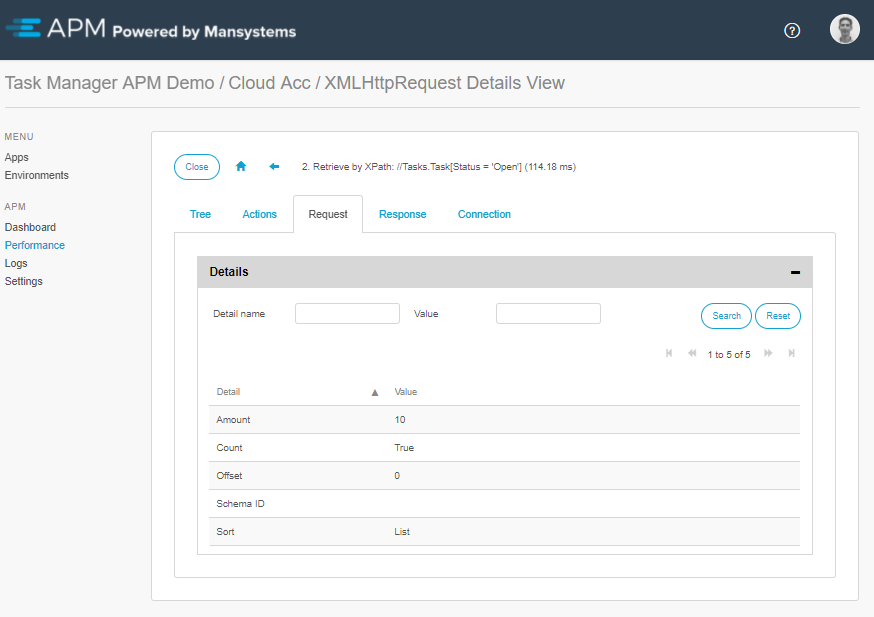 APM Powered by Mansystems
Task Manager APM Demo / Cloud Acc / XMLHttpRequest Details View
MENU
Apps
Environments
APM
Dashboard
Performance
Logs
Settings
Close 2. Retrieve by XPath: //Tasks.Task[Status = 'Open'] (114.18 ms)
Tree Actions Request Response Connection
Details
Detail name Value Search Reset
1 to 5 of 5
Detail ▲ Value
Amount 10
Count True
Offset 0
Schema ID
Sort List